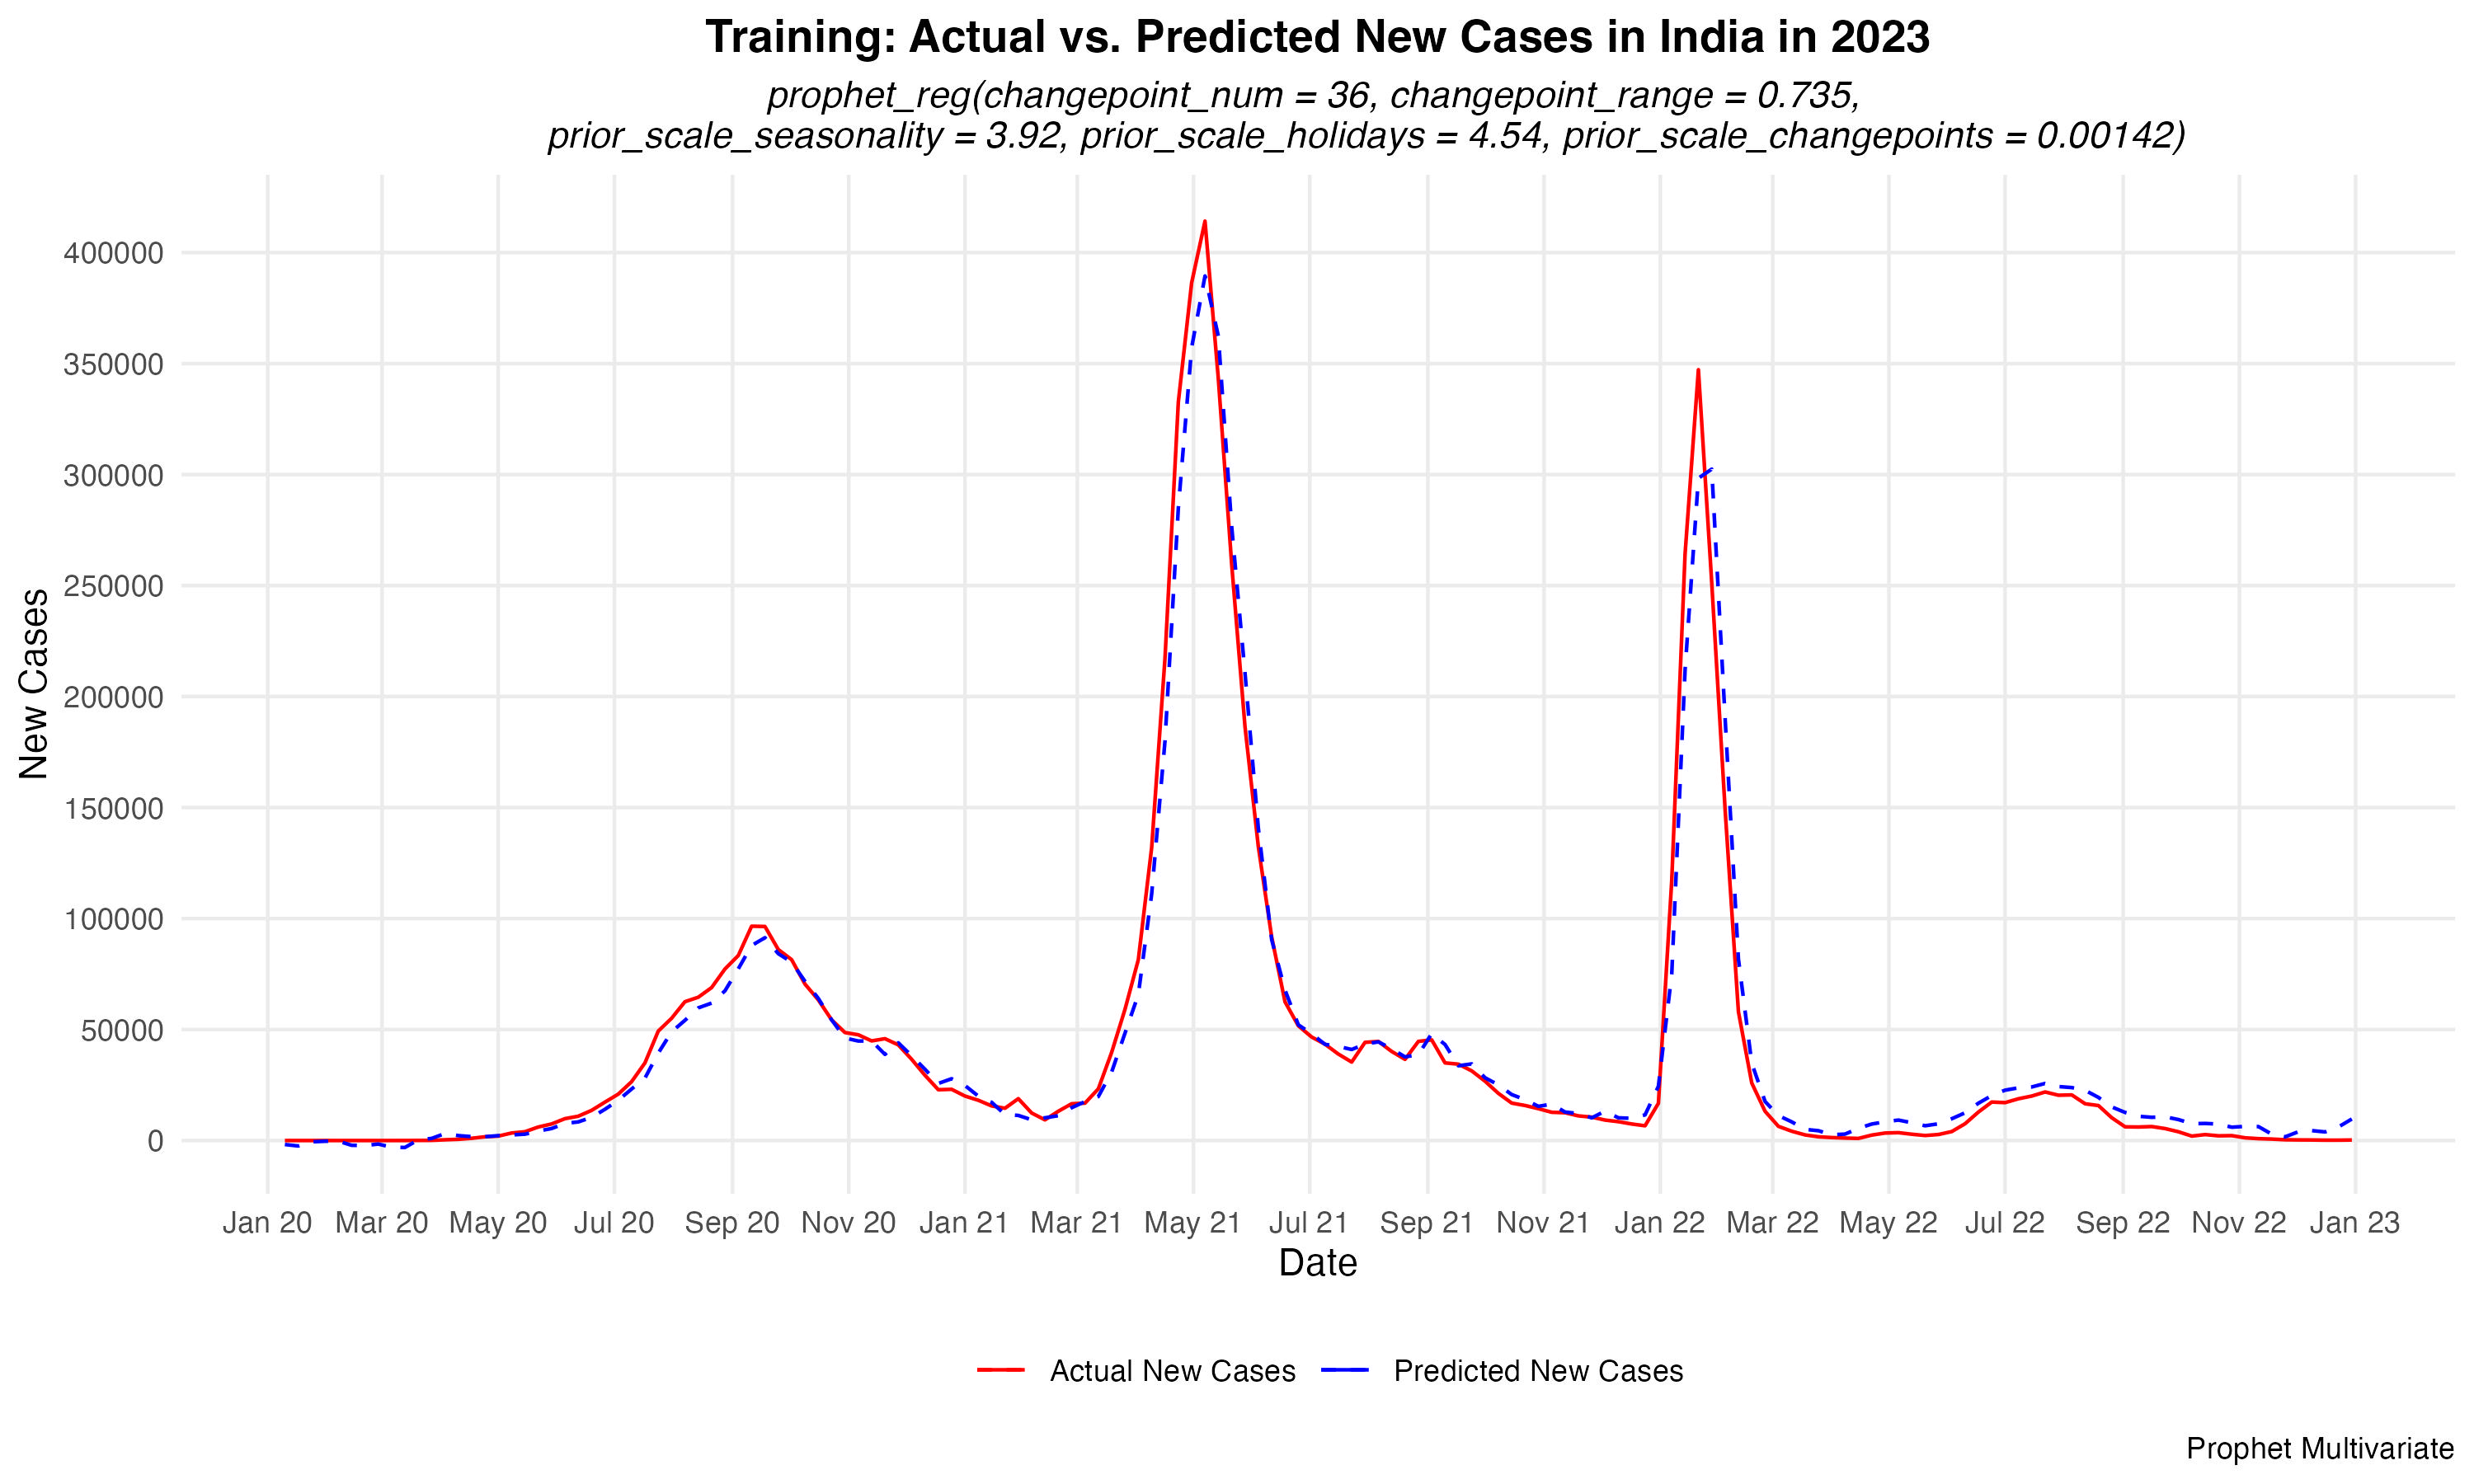 Training: Actual vs. Predicted New Cases in India in 2023
prophet_reg(changepoint_num = 36, changepoint_range = 0.735,
prior_scale_seasonality = 3.92, prior_scale_holidays = 4.54, prior_scale_changepoints = 0.00142)
New Cases
400000
350000
300000
250000
200000
150000
100000
50000
0
Jan 20 Mar 20 May 20 Jul 20 Sep 20 Nov 20 Jan 21 Mar 21 May 21 Jul 21 Sep 21 Nov 21 Jan 22 Mar 22 May 22 Jul 22 Sep 22 Nov 22 Jan 23
Date
Actual New Cases Predicted New Cases
Prophet Multivariate